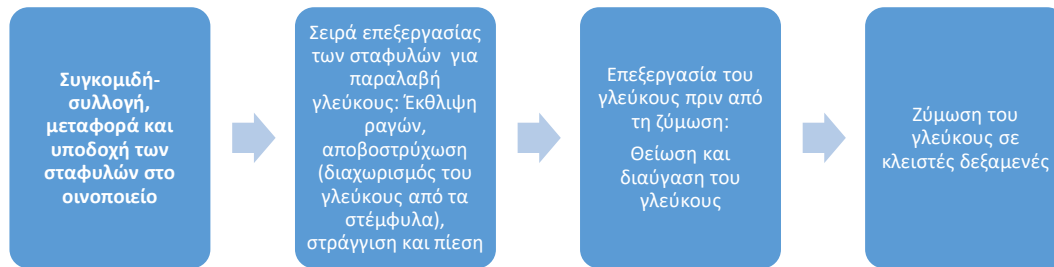 Συγκομιδή-
συλλογή,
μεταφορά και
υποδοχή των
σταφυλών στο
οινοποιείο
Σειρά επεξεργασίας
των σταφυλών για
παραλαβή
γλεύκους: Έκθλιψη
ραγών,
αποβοστρύχωση
(διαχωρισμός του
γλεύκους από τα
στέμφυλα),
στράγγιση και πίεση
Επεξεργασία του
γλεύκους πριν από
τη ζύμωση:
Θείωση και
διαύγαση του
γλεύκους
Ζύμωση του
γλεύκους σε
κλειστές δεξαμενές